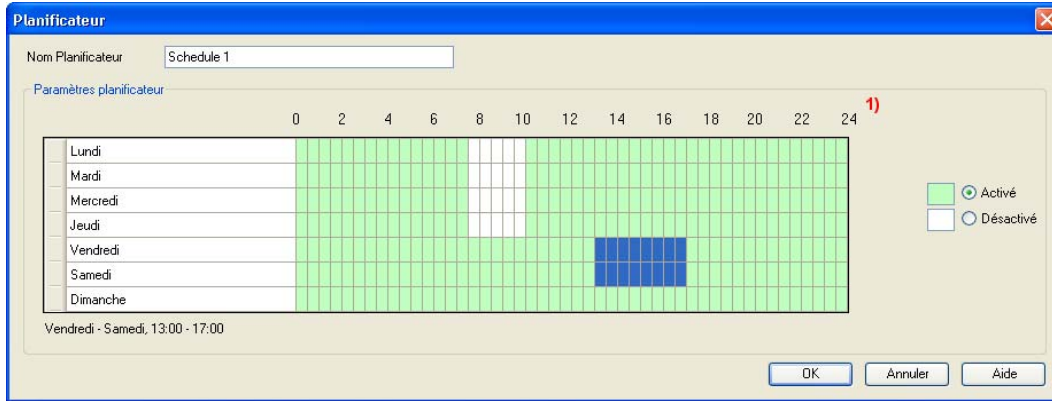 Planificateur
Nom Planificateur Schedule 1
Paramètres planificateur
0 2 4 6 8 10 12 14 16 18 20 22 24 1)
Lundi
Mardi
Mercredi
Jeudi
Vendredi
Samedi
Dimanche
Activé
Désactivé
Vendredi - Samedi, 13:00 - 17:00
OK Annuler Aide